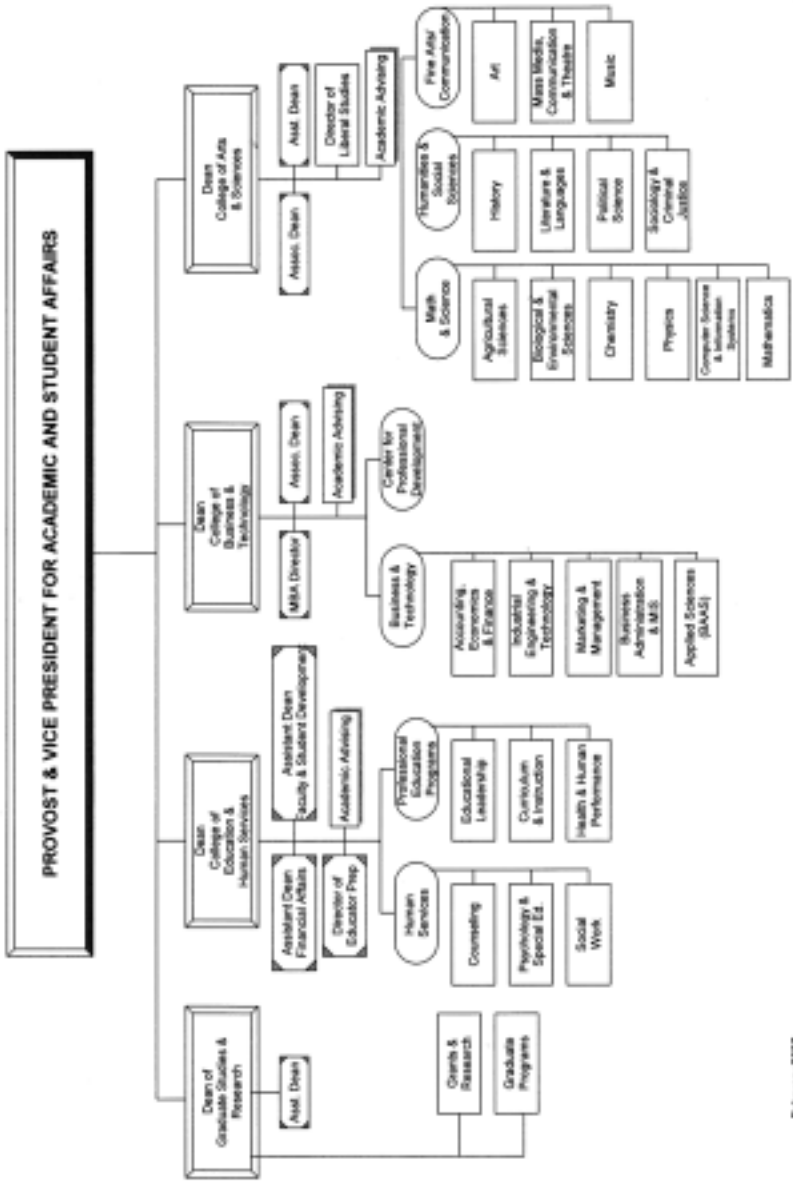 PROVOST & VICE PRESIDENT FOR ACADEMIC AND STUDENT AFFAIRS
Dean of
Graduate Studies &
Research
Asst. Dean
Grants &
Research
Graduate
Programs
Dean
College of
Education &
Human Services
Assistant Dean
Financial Affairs
Assistant Dean
Faculty & Student Development
Director of
Educator Prep
Academic Advising
Human
Services
Counseling
Psychology &
Special Ed.
Social
Work
Professional
Education
Programs
Educational
Leadership
Curriculum
& Instruction
Health & Human
Performance
Dean
College of
Business &
Technology
MBA Director
Assoc. Dean
Academic Advising
Business &
Technology
Accounting,
Economics
& Finance
Industrial
Engineering &
Technology
Marketing &
Management
Business
Administration
& MIS
Applied Sciences
(BAAS)
Center for
Professional
Development
Dean
College of Arts
& Sciences
Assoc. Dean
Asst. Dean
Director of
Liberal Studies
Academic Advising
Math
& Science
Agricultural
Sciences
Biological &
Environmental
Sciences
Chemistry
Physics
Computer Science
& Information
Systems
Mathematics
Humanities &
Social
Sciences
History
Literature &
Languages
Political
Science
Sociology &
Criminal
Justice
Fine Arts/
Communication
Art
Mass Media,
Communication
& Theatre
Music